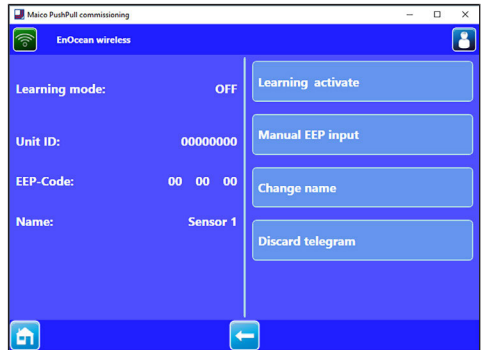 Maico PushPull commissioning
EnOcean wireless
Learning mode: OFF
Unit ID: 00000000
EEP-Code: 00 00 00
Name: Sensor 1
Learning activate
Manual EEP input
Change name
Discard telegram